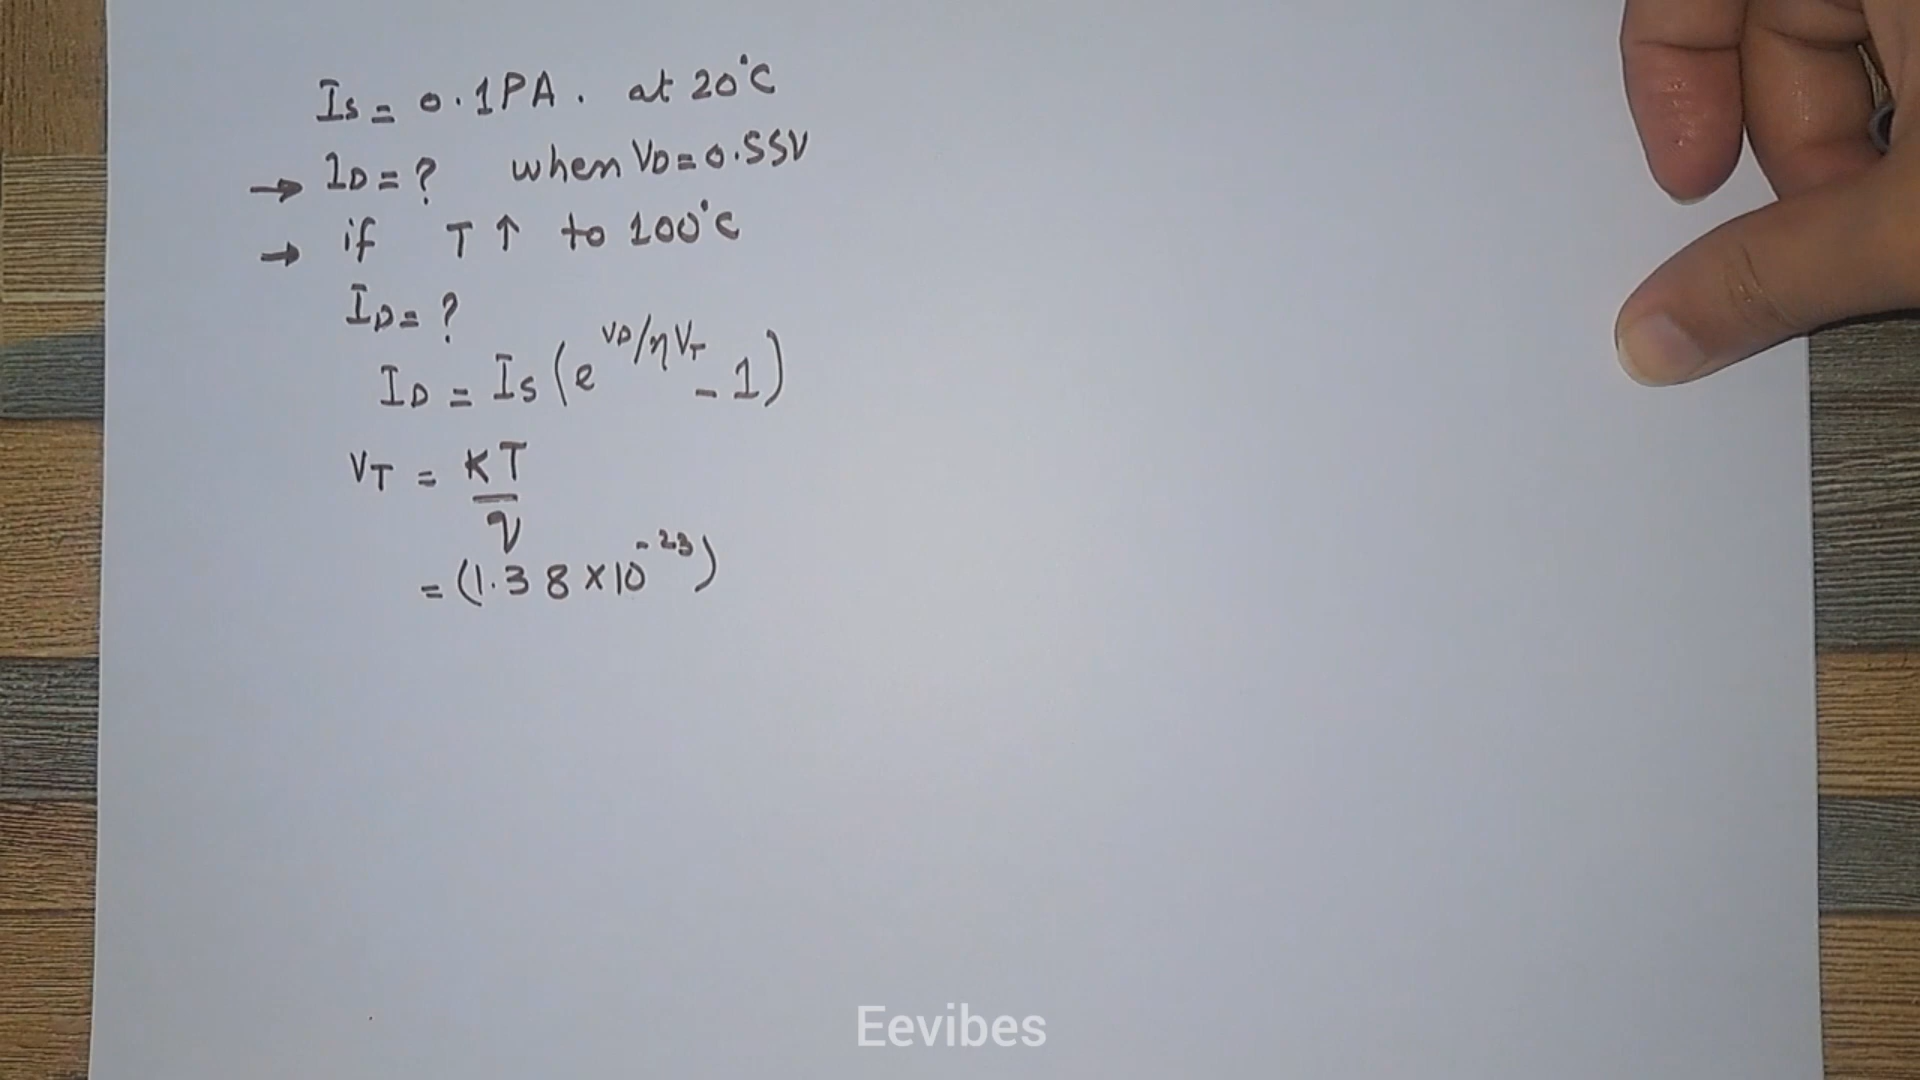 Is = 0.1PA. at 20°C
→ ID = ? when VD = 0.55V
→ if T ↑ to 100°C
ID = ?
ID = Is (e^VD/ηVT - 1)
VT = KT/q
= (1.38 × 10^-23)
Eevibes